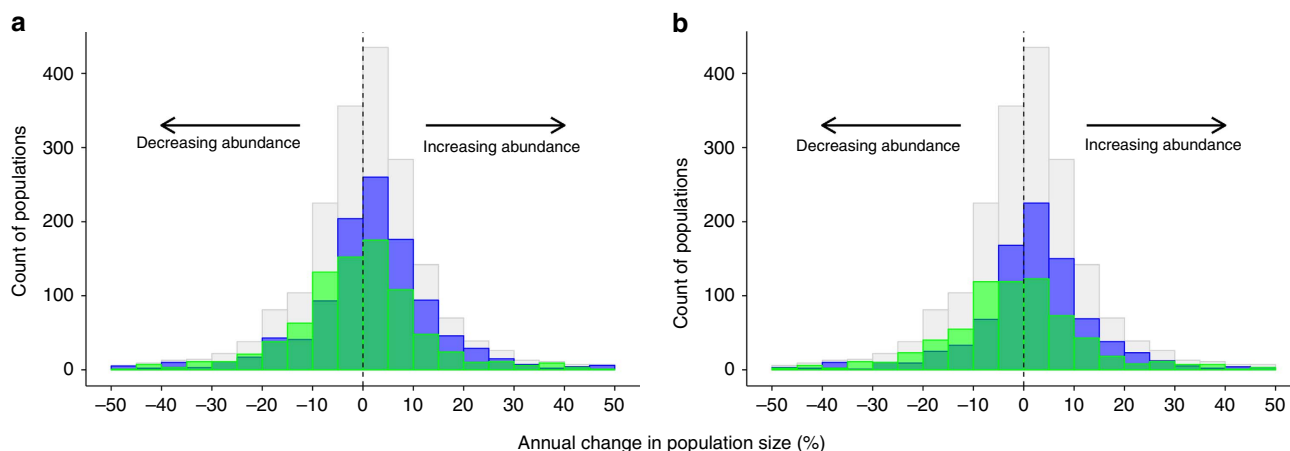 a
b
Count of populations
400
300
200
100
0
Decreasing abundance
Increasing abundance
–50 –40 –30 –20 –10 0 10 20 30 40 50
Count of populations
400
300
200
100
0
Decreasing abundance
Increasing abundance
–50 –40 –30 –20 –10 0 10 20 30 40 50
Annual change in population size (%)